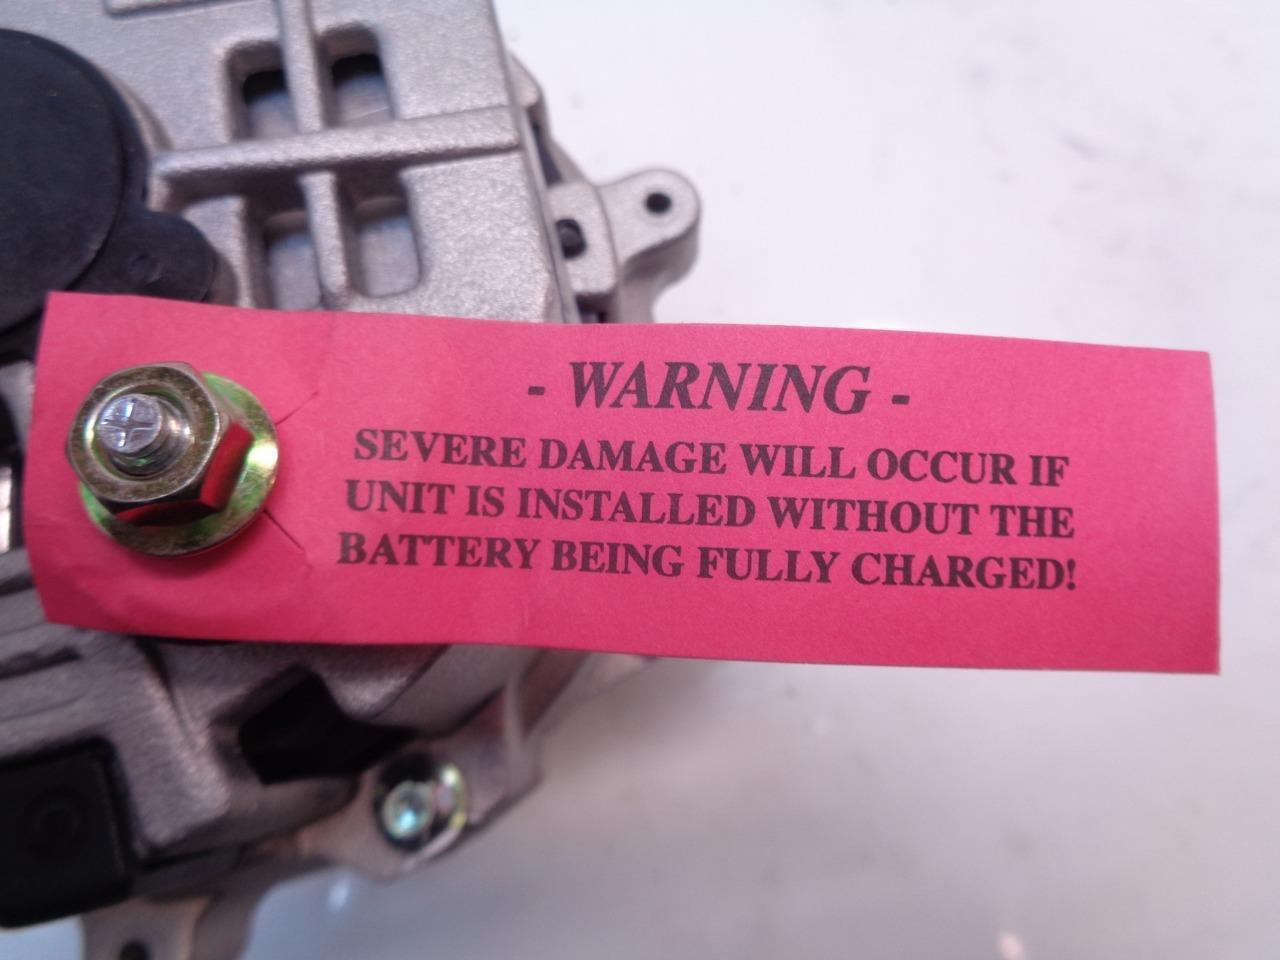 - WARNING -
SEVERE DAMAGE WILL OCCUR IF
UNIT IS INSTALLED WITHOUT THE
BATTERY BEING FULLY CHARGED!